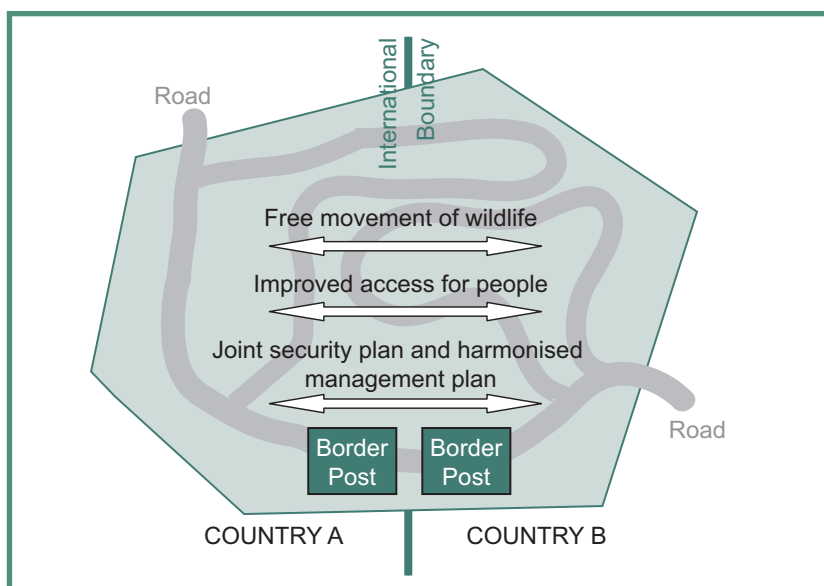 International
Boundary
Road
Free movement of wildlife
Improved access for people
Joint security plan and harmonised
management plan
Road
Border
Post
Border
Post
COUNTRY A
COUNTRY B